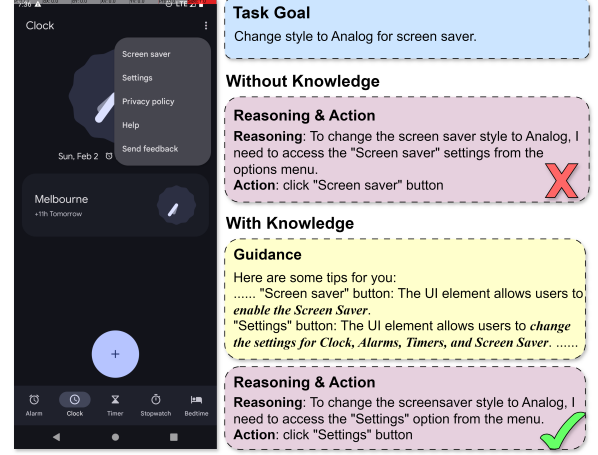 7:36
LTE
Clock
Screen saver
Settings
Privacy policy
Help
Send feedback
Sun, Feb 2
Melbourne
+11h Tomorrow
+
Alarm
Clock
Timer
Stopwatch
Bedtime
Task Goal
Change style to Analog for screen saver.
Without Knowledge
Reasoning & Action
Reasoning: To change the screen saver style to Analog, I
need to access the "Screen saver" settings from the
options menu.
Action: click "Screen saver" button
With Knowledge
Guidance
Here are some tips for you:
...... "Screen saver" button: The UI element allows users to
enable the Screen Saver.
"Settings" button: The UI element allows users to change
the settings for Clock, Alarms, Timers, and Screen Saver. ......
Reasoning & Action
Reasoning: To change the screensaver style to Analog, I
need to access the "Settings" option from the menu.
Action: click "Settings" button